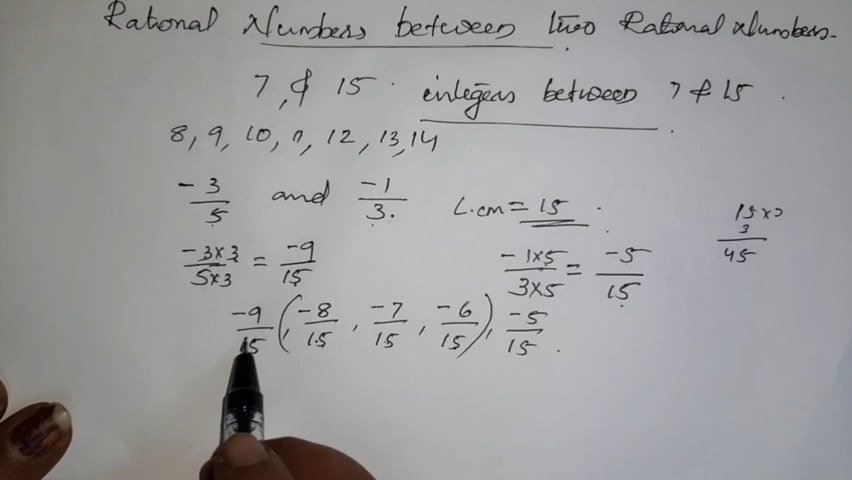 Rational Numbers between two Rational Numbers.
7, & 15. integers between 7 & 15.
8, 9, 10, 11, 12, 13, 14
-3/5 and -1/3. L.cm = 15.
15×3
3
45
-3×3/5×3 = -9/15 -1×5/3×5 = -5/15
-9/15 (, -8/15, -7/15, -6/15), -5/15.